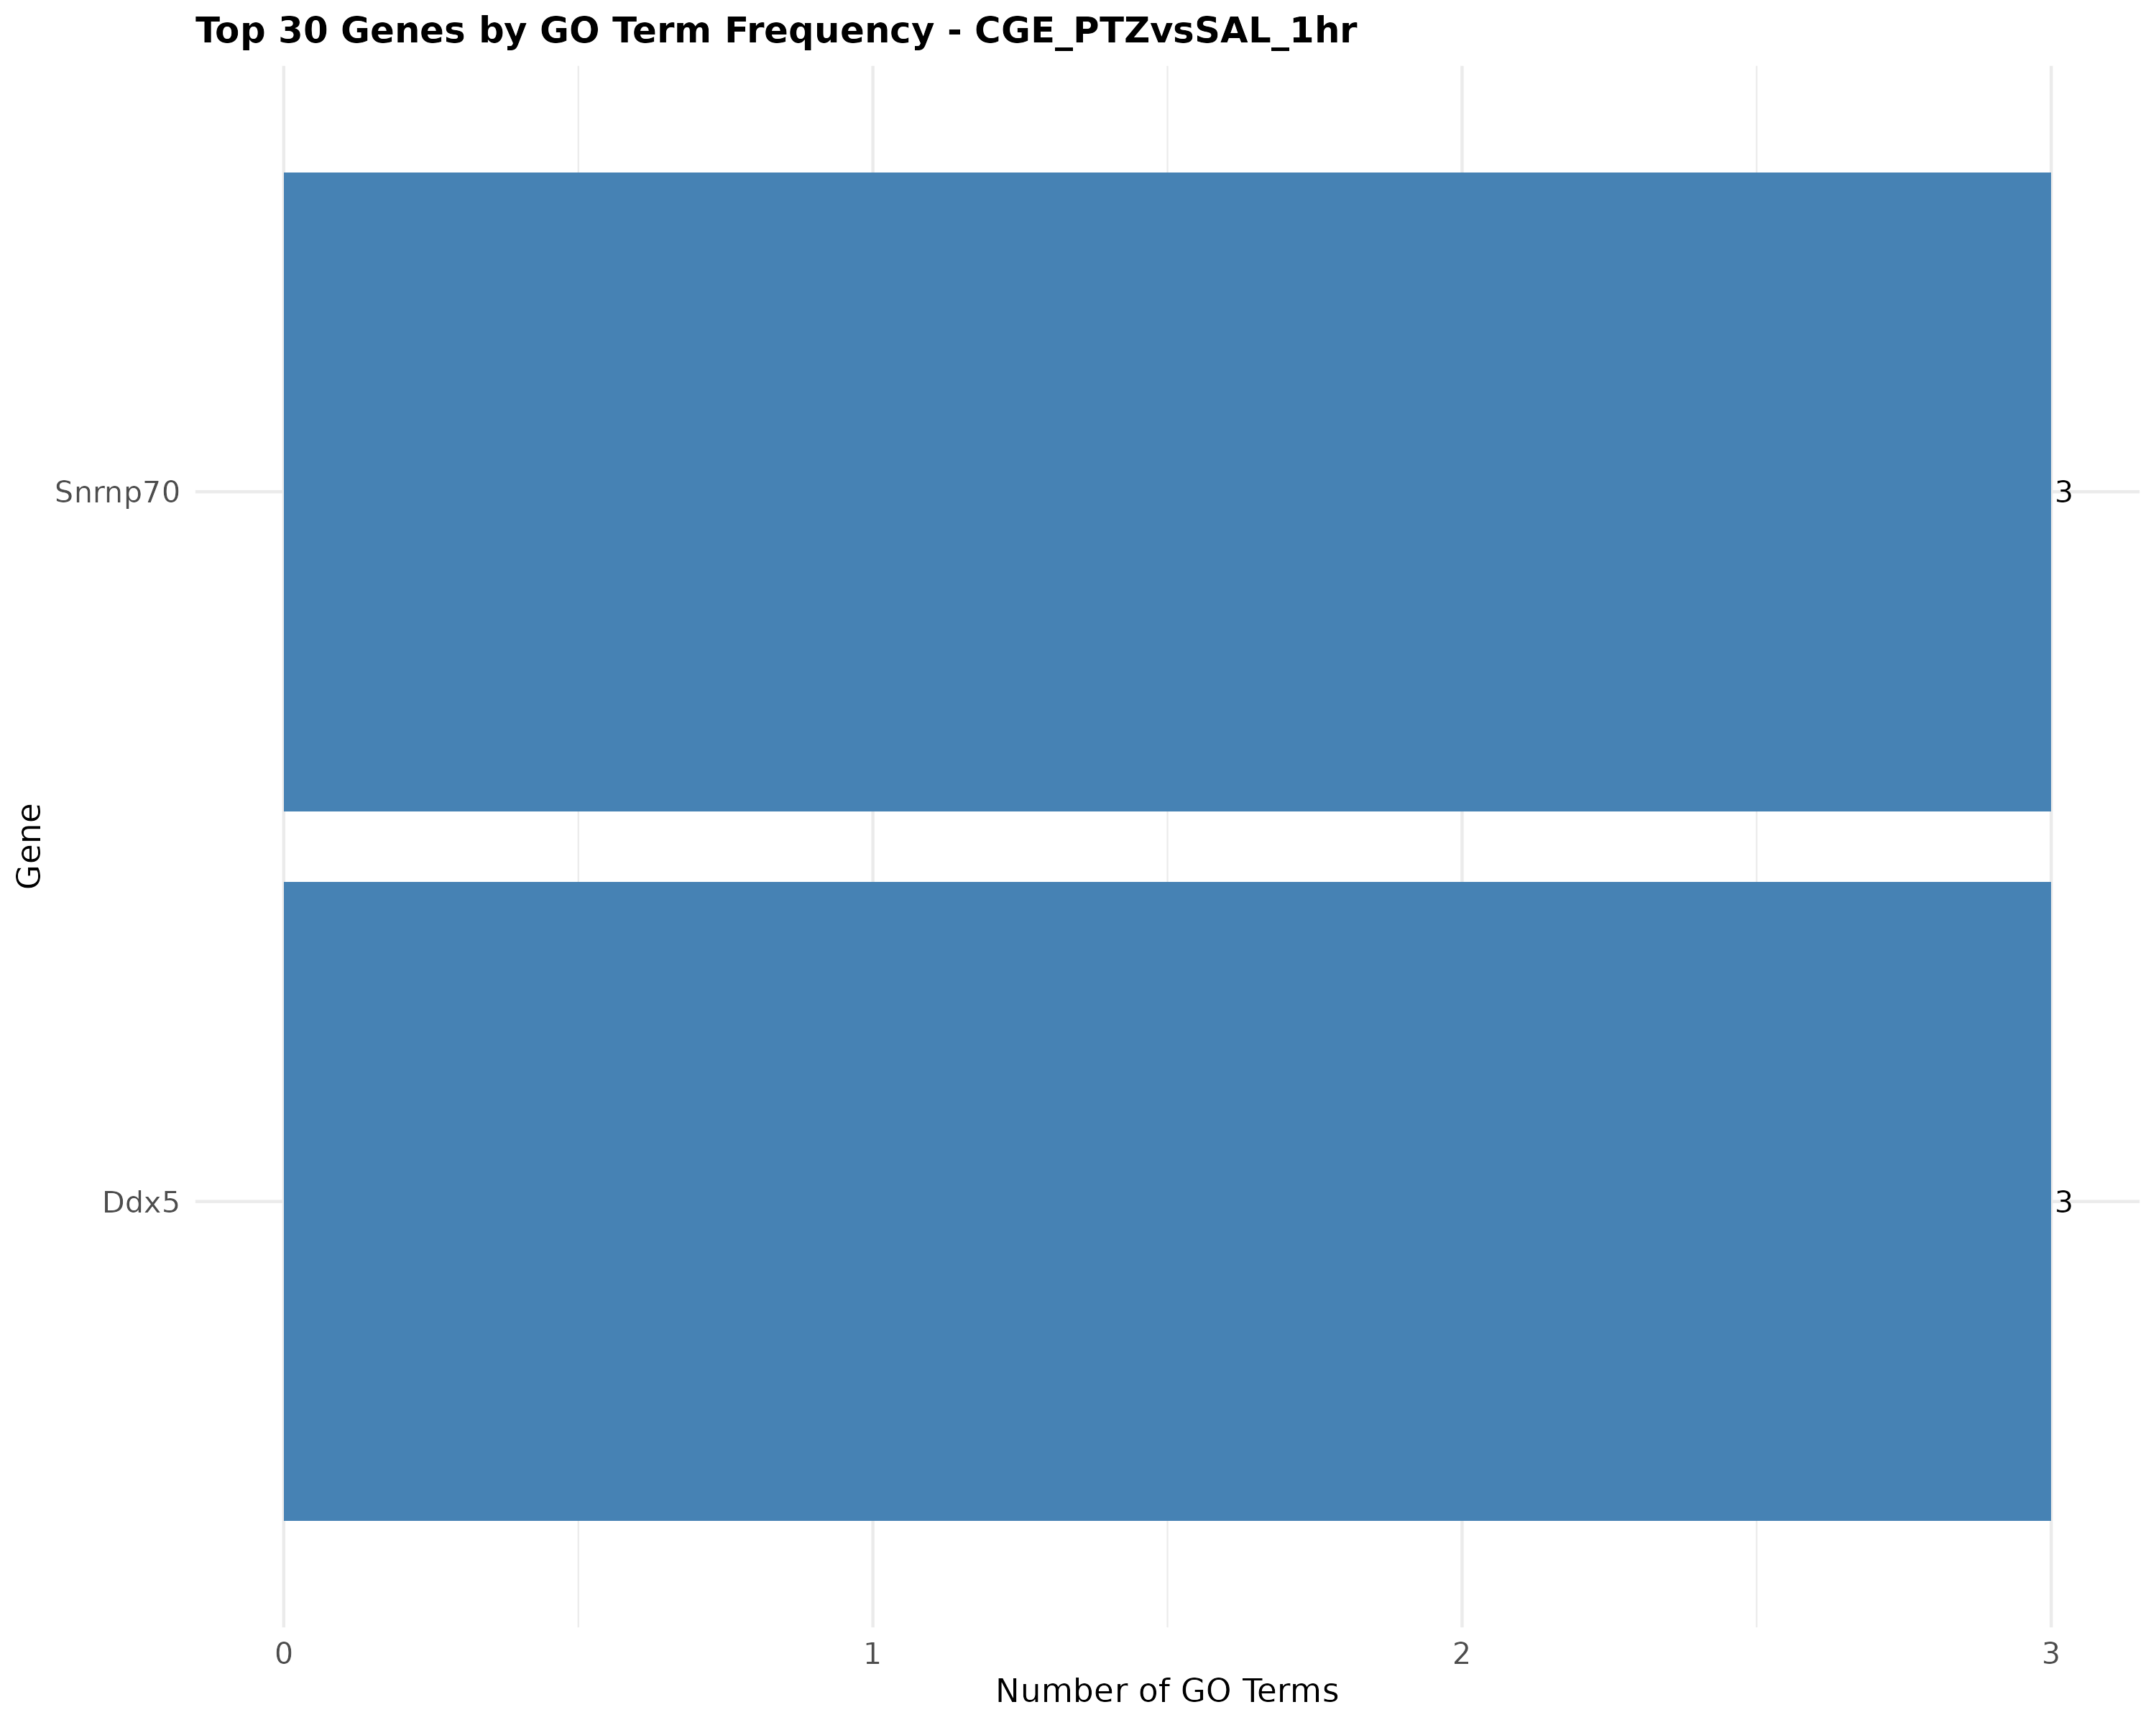 Top 30 Genes by GO Term Frequency - CGE_PTZvsSAL_1hr
Snrnp70
3
Gene
Ddx5
3
0 1 2 3
Number of GO Terms